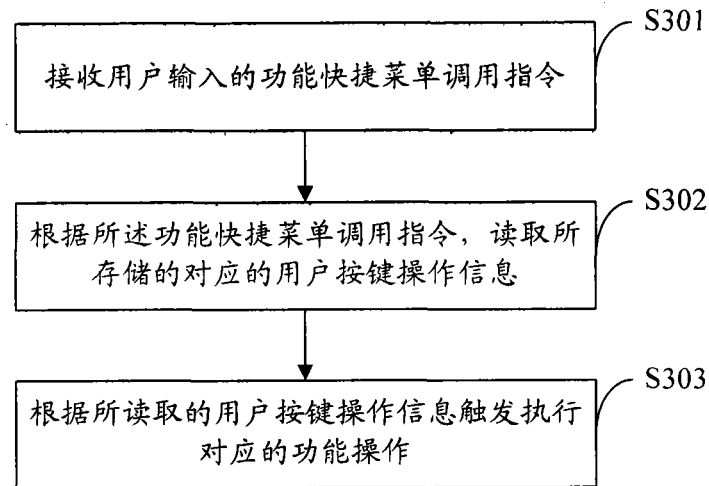 S301
接收用户输入的功能快捷菜单调用指令
S302
根据所述功能快捷菜单调用指令，读取所
存储的对应的用户按键操作信息
S303
根据所读取的用户按键操作信息触发执行
对应的功能操作